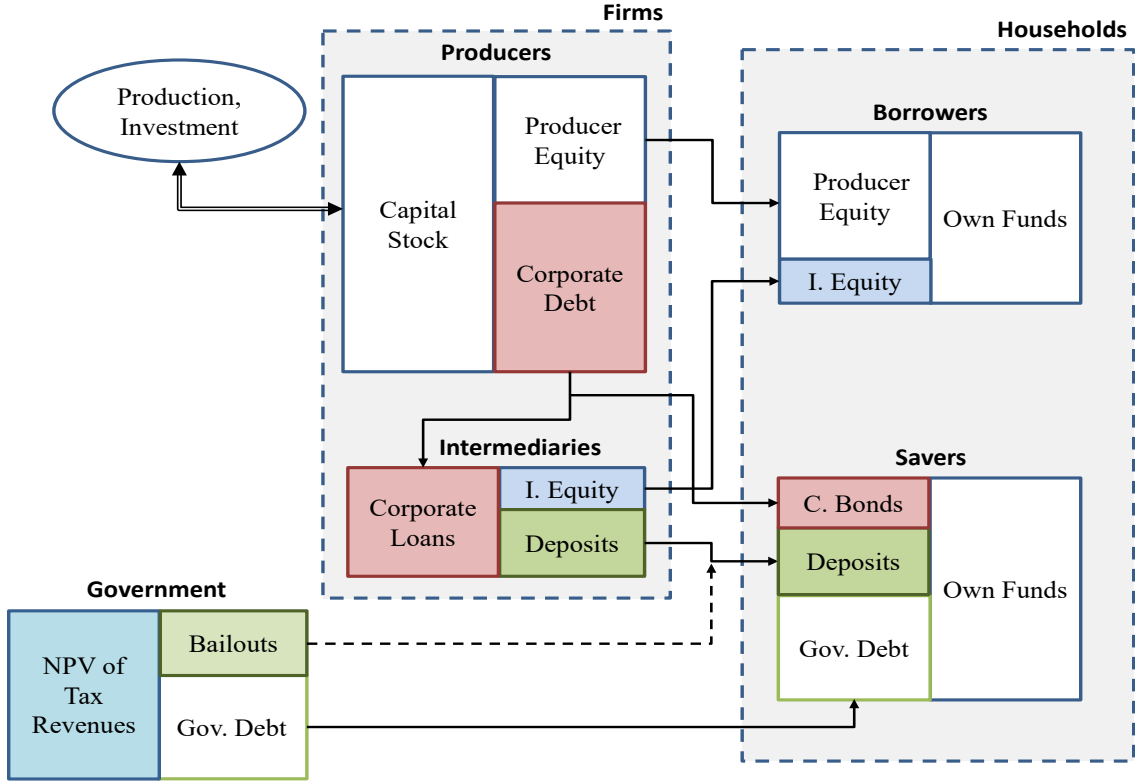 Firms
Households
Producers
Production,
Investment
Capital
Stock
Producer
Equity
Corporate
Debt
Borrowers
Producer
Equity
I. Equity
Own Funds
Intermediaries
Corporate
Loans
I. Equity
Deposits
Savers
C. Bonds
Deposits
Gov. Debt
Own Funds
Government
NPV of
Tax
Revenues
Bailouts
Gov. Debt